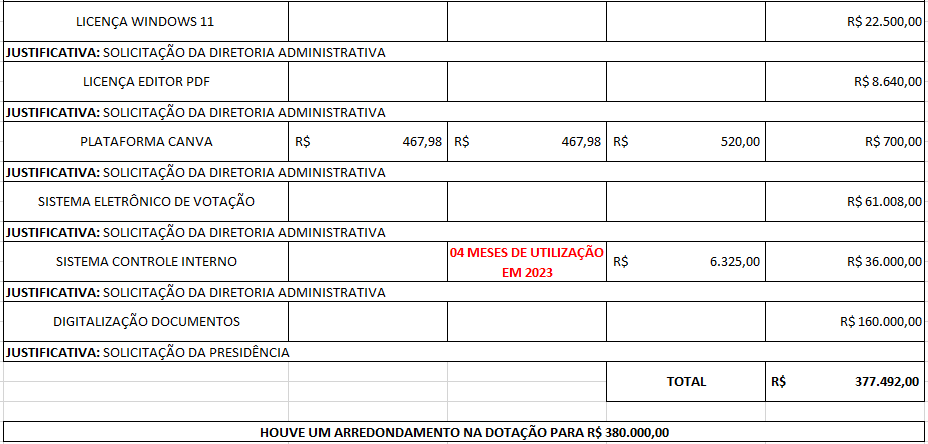 LICENÇA WINDOWS 11 R$ 22.500,00
JUSTIFICATIVA: SOLICITAÇÃO DA DIRETORIA ADMINISTRATIVA
LICENÇA EDITOR PDF R$ 8.640,00
JUSTIFICATIVA: SOLICITAÇÃO DA DIRETORIA ADMINISTRATIVA
PLATAFORMA CANVA R$ 467,98 R$ 467,98 R$ 520,00 R$ 700,00
JUSTIFICATIVA: SOLICITAÇÃO DA DIRETORIA ADMINISTRATIVA
SISTEMA ELETRÔNICO DE VOTAÇÃO R$ 61.008,00
JUSTIFICATIVA: SOLICITAÇÃO DA DIRETORIA ADMINISTRATIVA
SISTEMA CONTROLE INTERNO
04 MESES DE UTILIZAÇÃO
EM 2023
R$ 6.325,00 R$ 36.000,00
JUSTIFICATIVA: SOLICITAÇÃO DA DIRETORIA ADMINISTRATIVA
DIGITALIZAÇÃO DOCUMENTOS R$ 160.000,00
JUSTIFICATIVA: SOLICITAÇÃO DA PRESIDÊNCIA
TOTAL R$ 377.492,00
HOUVE UM ARREDONDAMENTO NA DOTAÇÃO PARA R$ 380.000,00